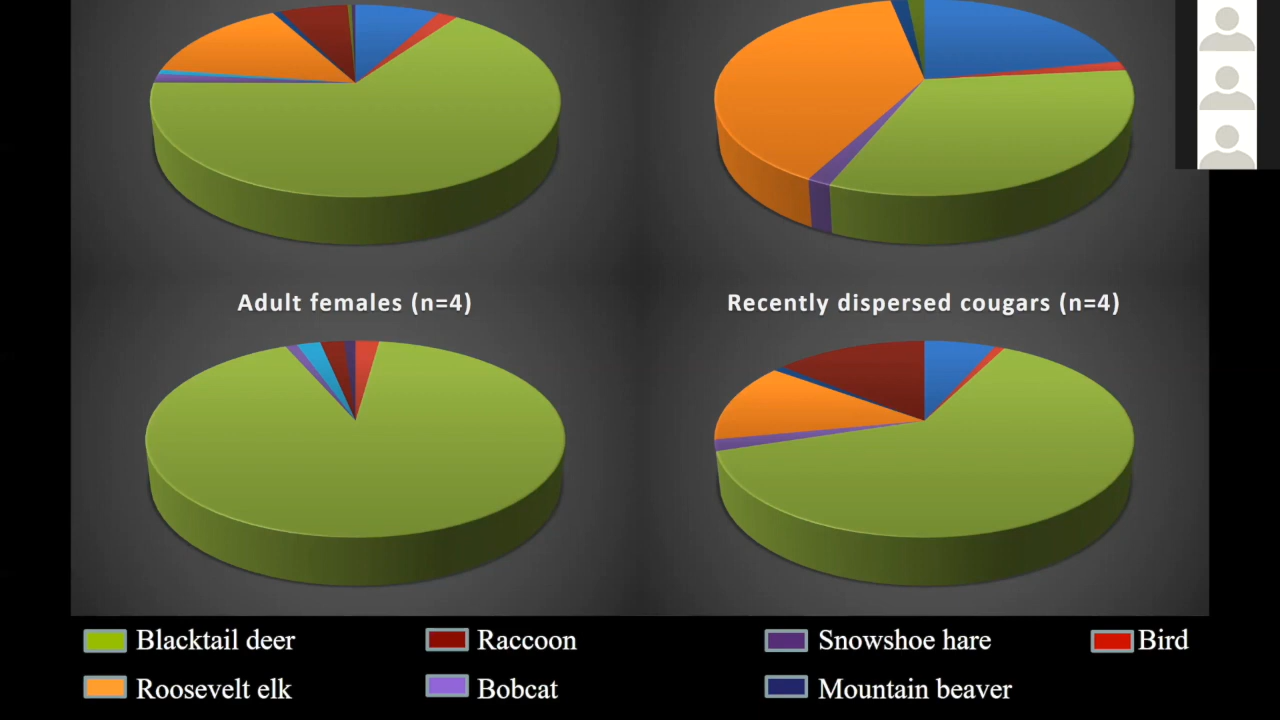 Adult females (n=4)
Recently dispersed cougars (n=4)
Blacktail deer
Raccoon
Snowshoe hare
Bird
Roosevelt elk
Bobcat
Mountain beaver